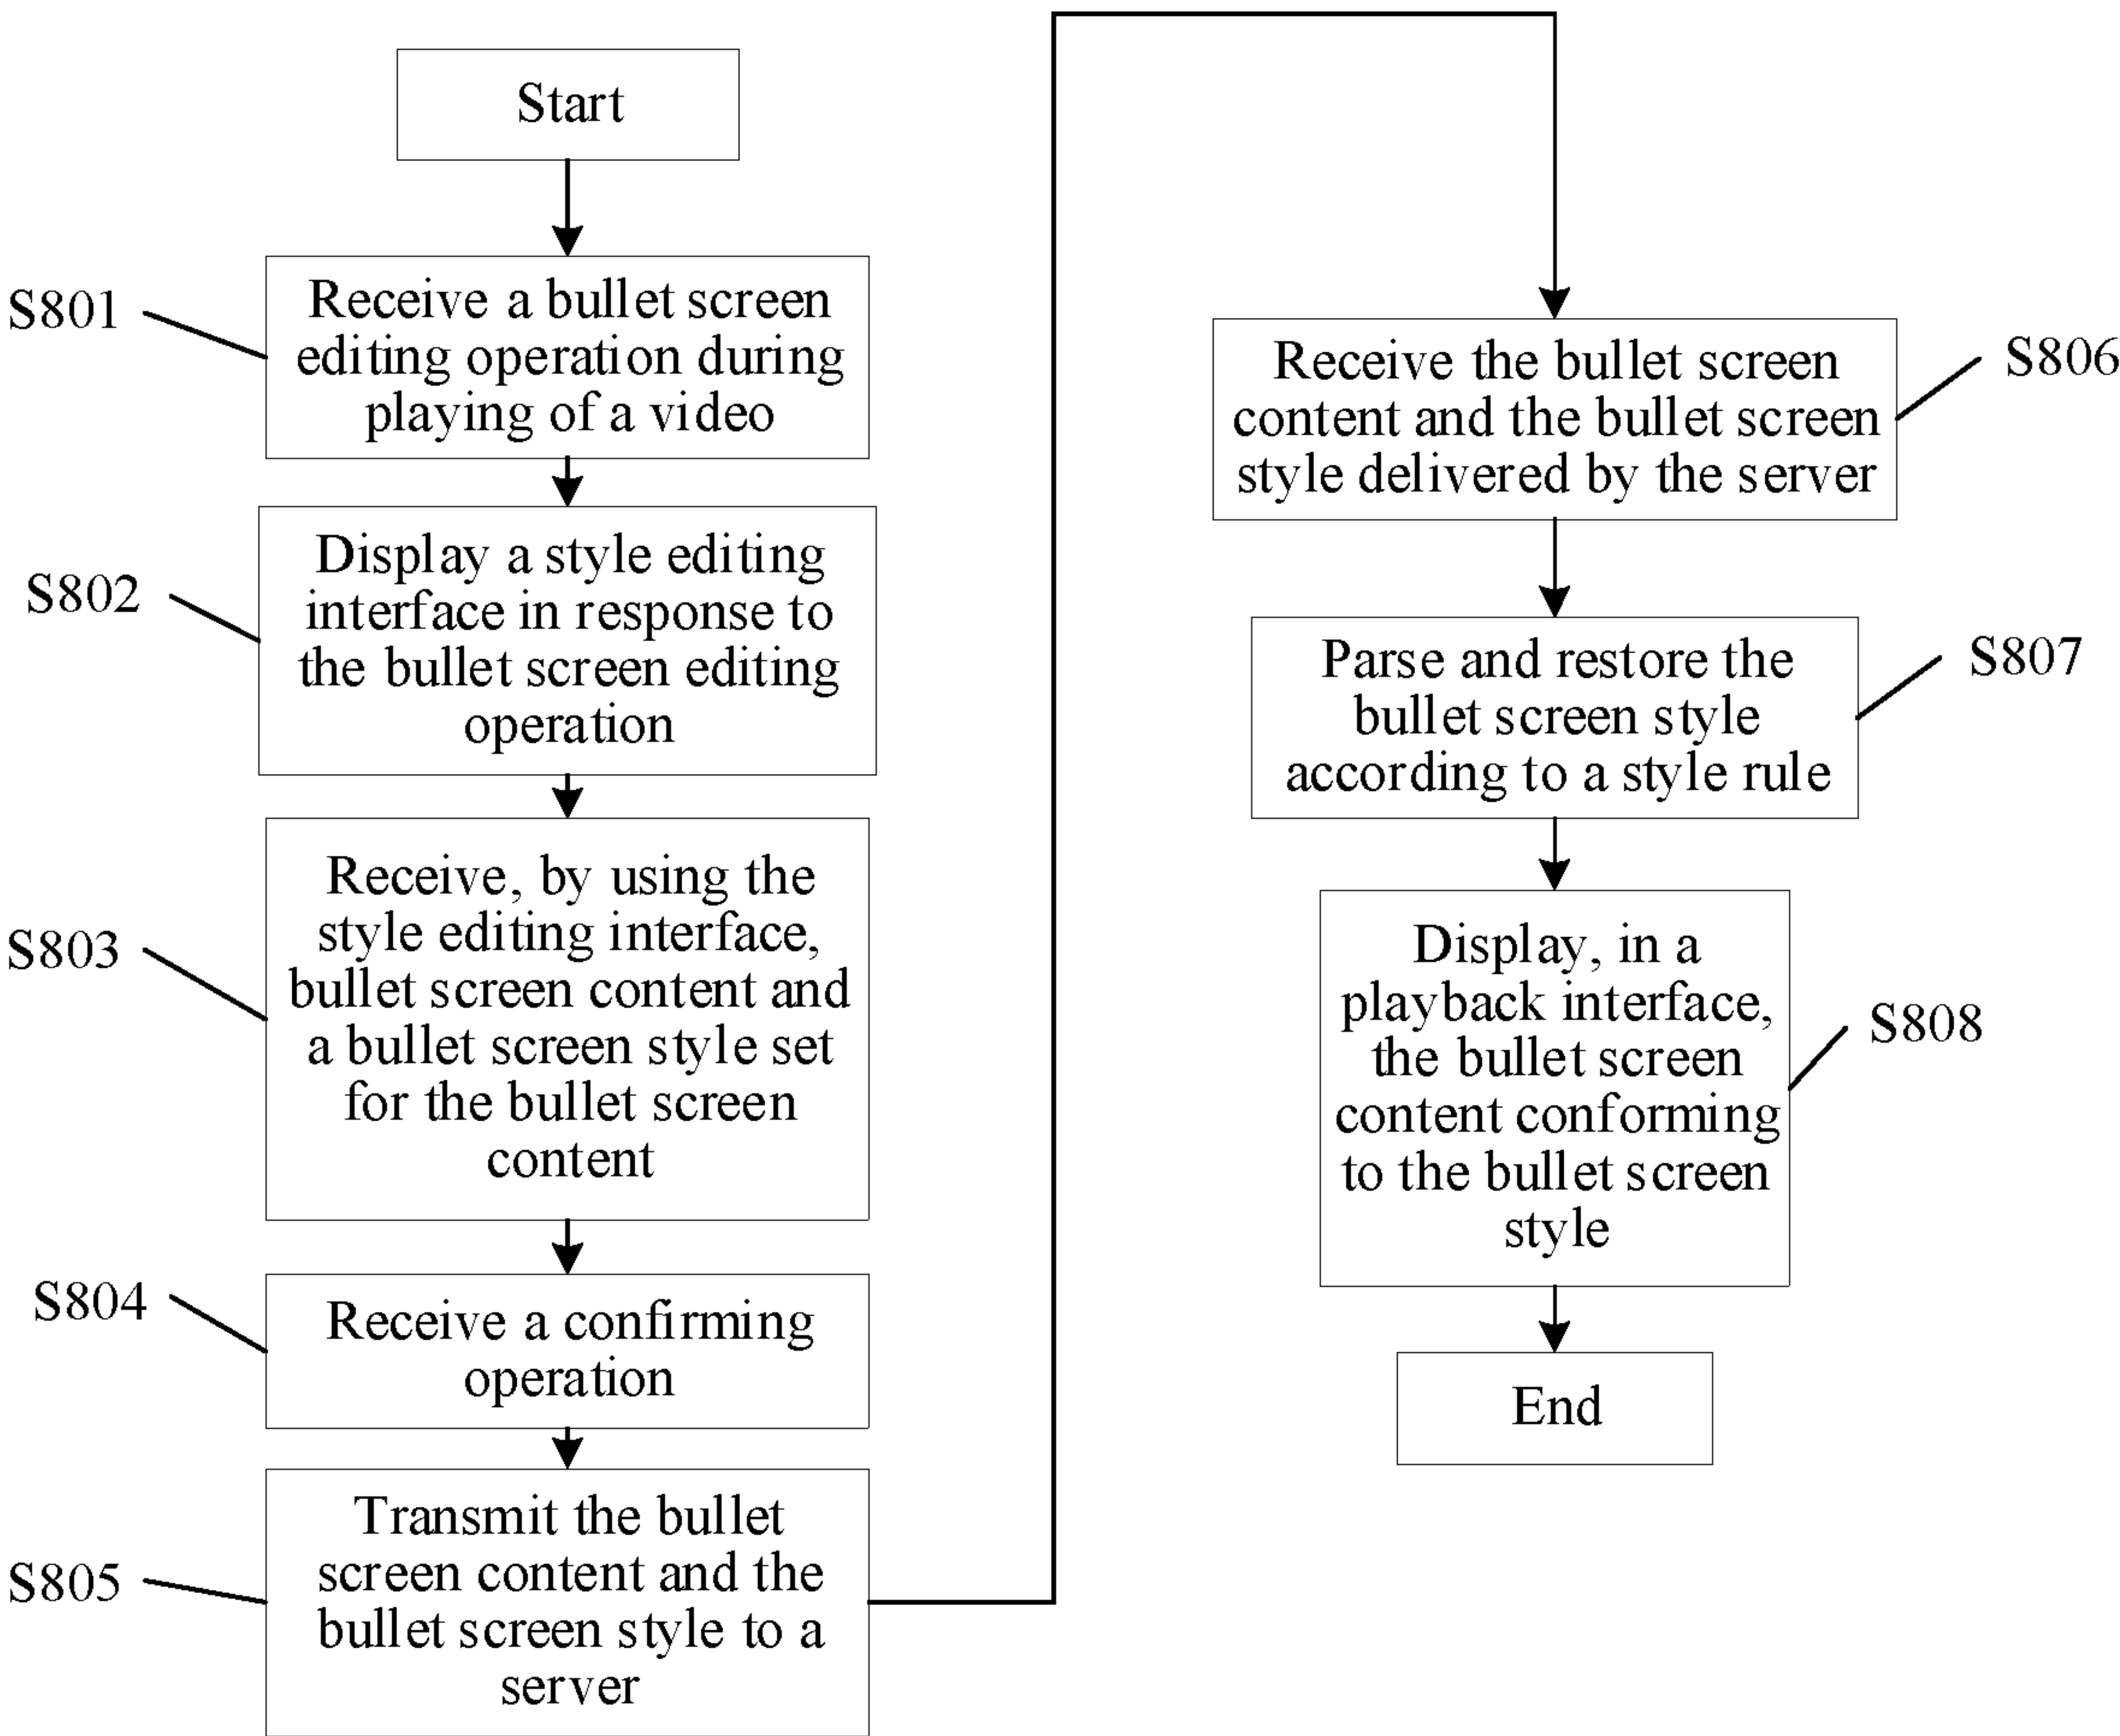 Start
S801
Receive a bullet screen
editing operation during
playing of a video
S802
Display a style editing
interface in response to
the bullet screen editing
operation
S803
Receive, by using the
style editing interface,
bullet screen content and
a bullet screen style set
for the bullet screen
content
S804
Receive a confirming
operation
S805
Transmit the bullet
screen content and the
bullet screen style to a
server
S806
Receive the bullet screen
content and the bullet screen
style delivered by the server
S807
Parse and restore the
bullet screen style
according to a style rule
S808
Display, in a
playback interface,
the bullet screen
content conforming
to the bullet screen
style
End